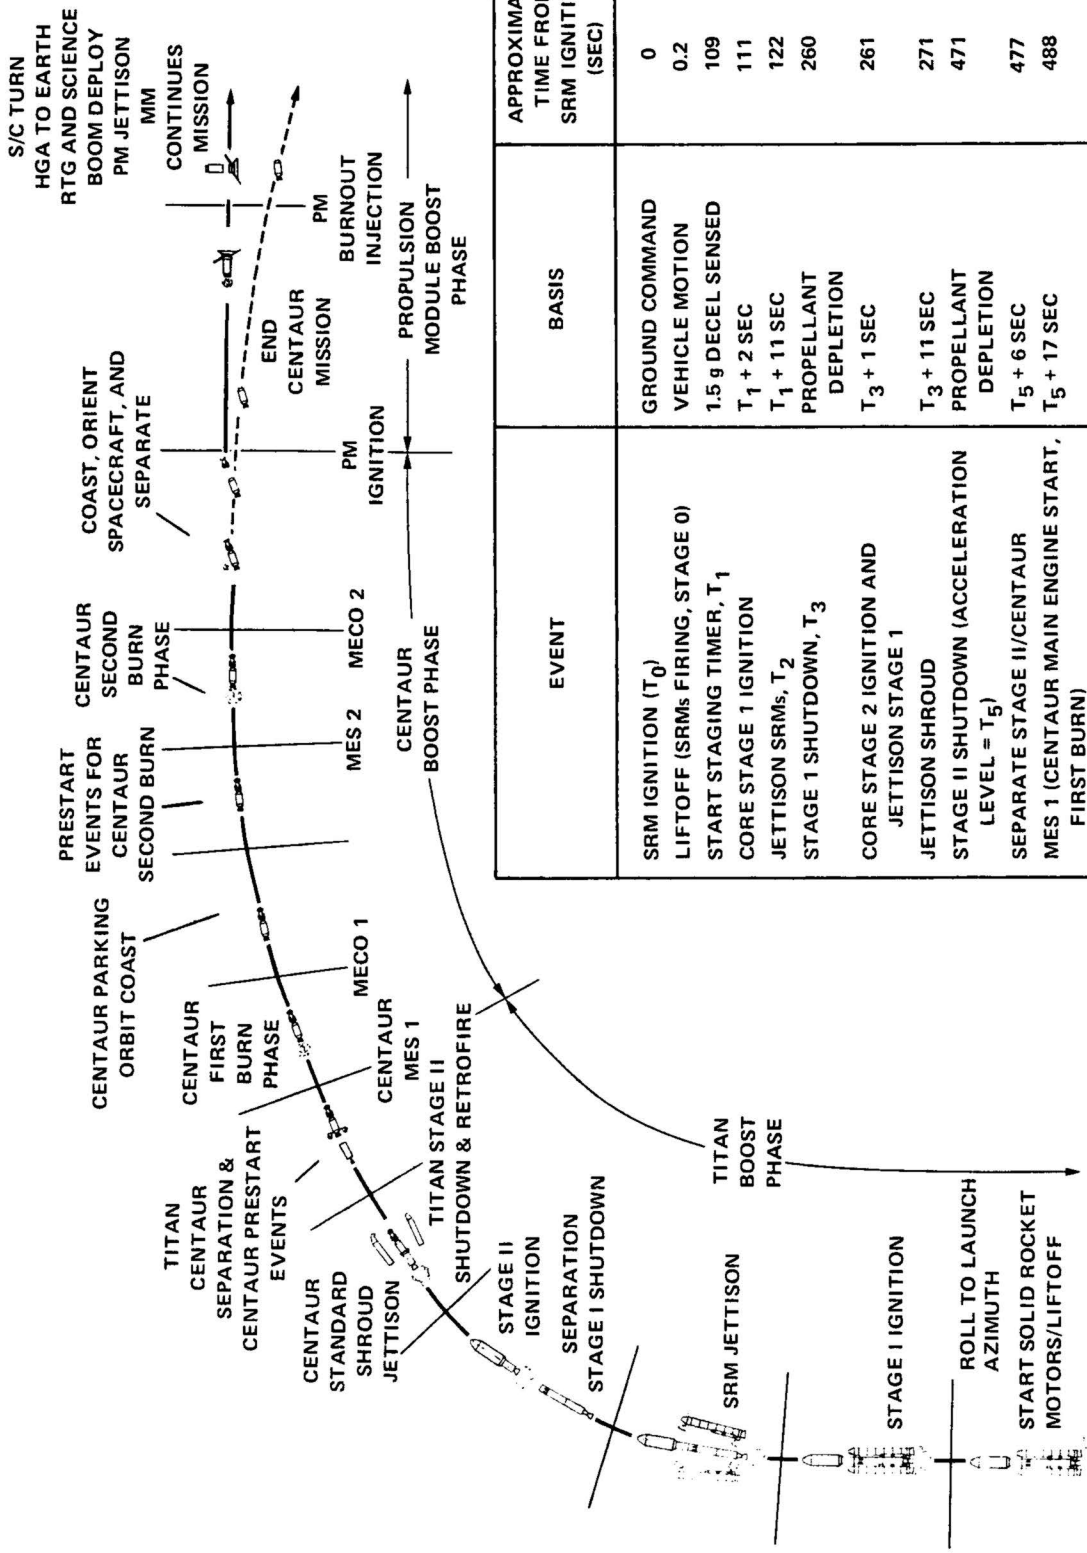 START SOLID ROCKET
MOTORS/LIFTOFF
ROLL TO LAUNCH
AZIMUTH
STAGE I IGNITION
SRM JETTISON
SEPARATION
STAGE I SHUTDOWN
STAGE II
IGNITION
CENTAUR
STANDARD
SHROUD
JETTISON
TITAN STAGE II
SHUTDOWN & RETROFIRE
TITAN
CENTAUR
SEPARATION &
CENTAUR PRESTART
EVENTS
CENTAUR
MES 1
CENTAUR
FIRST
BURN
PHASE
MECO 1
CENTAUR PARKING
ORBIT COAST
PRESTART
EVENTS FOR
CENTAUR
SECOND BURN
MES 2
CENTAUR
SECOND
BURN
PHASE
MECO 2
COAST, ORIENT
SPACECRAFT, AND
SEPARATE
PM
IGNITION
END
CENTAUR
MISSION
PM
BURNOUT
INJECTION
S/C TURN
HGA TO EARTH
RTG AND SCIENCE
BOOM DEPLOY
PM JETTISON
MM
CONTINUES
MISSION
TITAN
BOOST
PHASE
CENTAUR
BOOST PHASE
PROPULSION
MODULE BOOST
PHASE
EVENT BASIS TIME FROM
SRM IGNITI
(SEC)
SRM IGNITION (T0) GROUND COMMAND 0
LIFTOFF (SRMs FIRING, STAGE 0) VEHICLE MOTION 0.2
START STAGING TIMER, T1 1.5 g DECEL SENSED 109
CORE STAGE 1 IGNITION T1 + 2 SEC 111
JETTISON SRMs, T2 T1 + 11 SEC 122
STAGE 1 SHUTDOWN, T3 PROPELLANT 260
DEPLETION
CORE STAGE 2 IGNITION AND T3 + 1 SEC 261
JETTISON STAGE 1
JETTISON SHROUD T3 + 11 SEC 271
STAGE II SHUTDOWN (ACCELERATION PROPELLANT 471
LEVEL = T5) DEPLETION
SEPARATE STAGE II/CENTAUR T5 + 6 SEC 477
MES 1 (CENTAUR MAIN ENGINE START, T5 + 17 SEC 488
FIRST BURN)